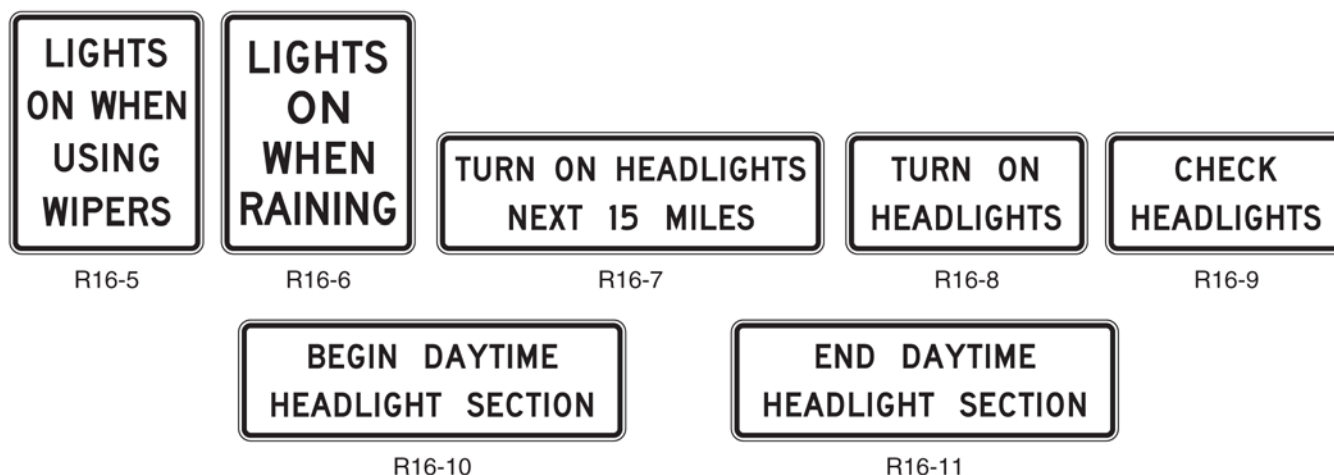 LIGHTS
ON WHEN
USING
WIPERS
R16-5
LIGHTS
ON
WHEN
RAINING
R16-6
TURN ON HEADLIGHTS
NEXT 15 MILES
R16-7
TURN ON
HEADLIGHTS
R16-8
CHECK
HEADLIGHTS
R16-9
BEGIN DAYTIME
HEADLIGHT SECTION
R16-10
END DAYTIME
HEADLIGHT SECTION
R16-11